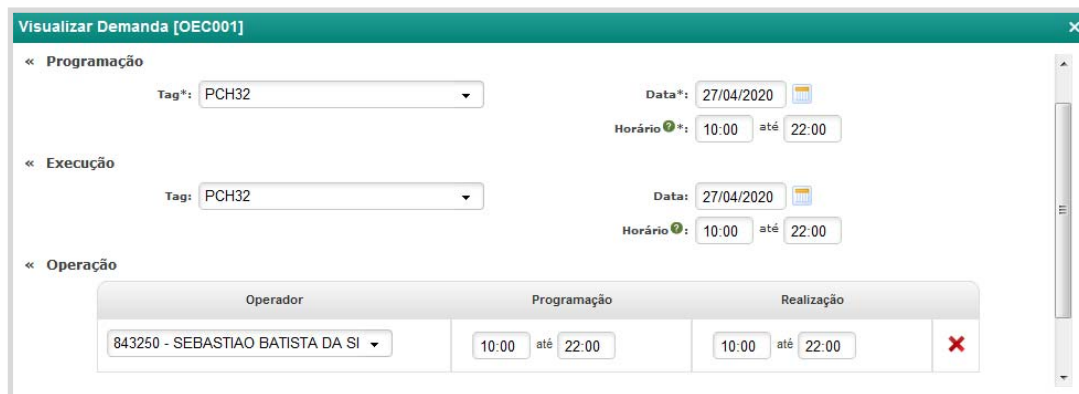 Visualizar Demanda [OEC001]
« Programação
Tag*: PCH32 Data*: 27/04/2020
Horário *: 10:00 até 22:00
« Execução
Tag: PCH32 Data: 27/04/2020
Horário : 10:00 até 22:00
« Operação
Operador Programação Realização
843250 - SEBASTIAO BATISTA DA SI 10:00 até 22:00 10:00 até 22:00